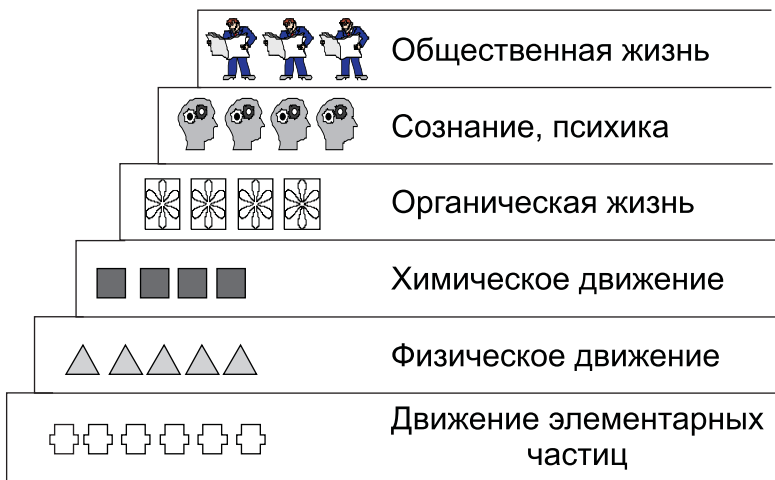 Общественная жизнь
Сознание, психика
Органическая жизнь
Химическое движение
Физическое движение
Движение элементарных
частиц